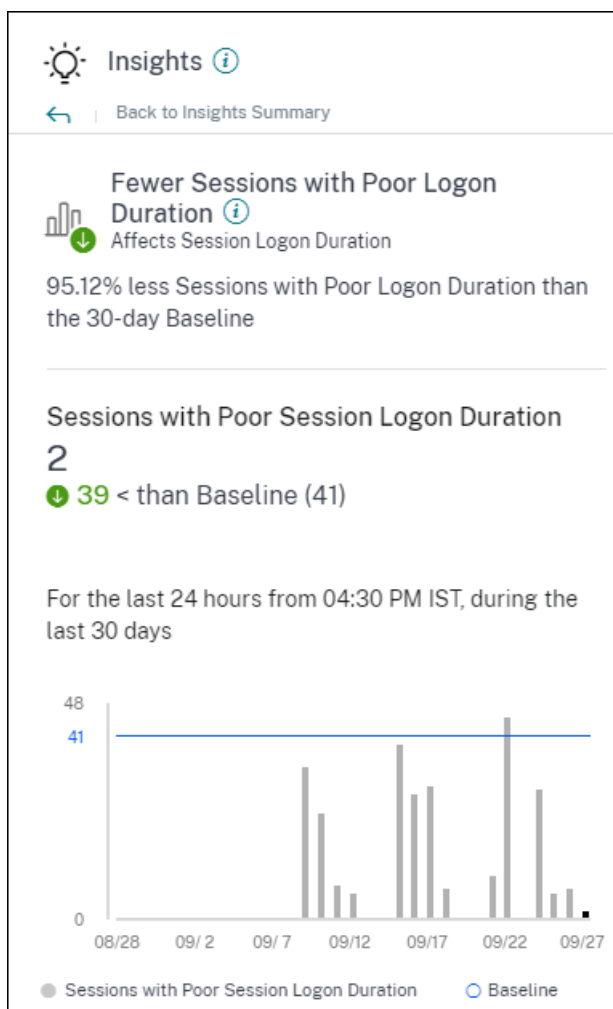 Insights i
Back to Insights Summary
Fewer Sessions with Poor Logon
Duration i
Affects Session Logon Duration
95.12% less Sessions with Poor Logon Duration than
the 30-day Baseline
Sessions with Poor Session Logon Duration
2
39 < than Baseline (41)
For the last 24 hours from 04:30 PM IST, during the
last 30 days
48
41
0
08/28 09/ 2 09/ 7 09/12 09/17 09/22 09/27
Sessions with Poor Session Logon Duration Baseline